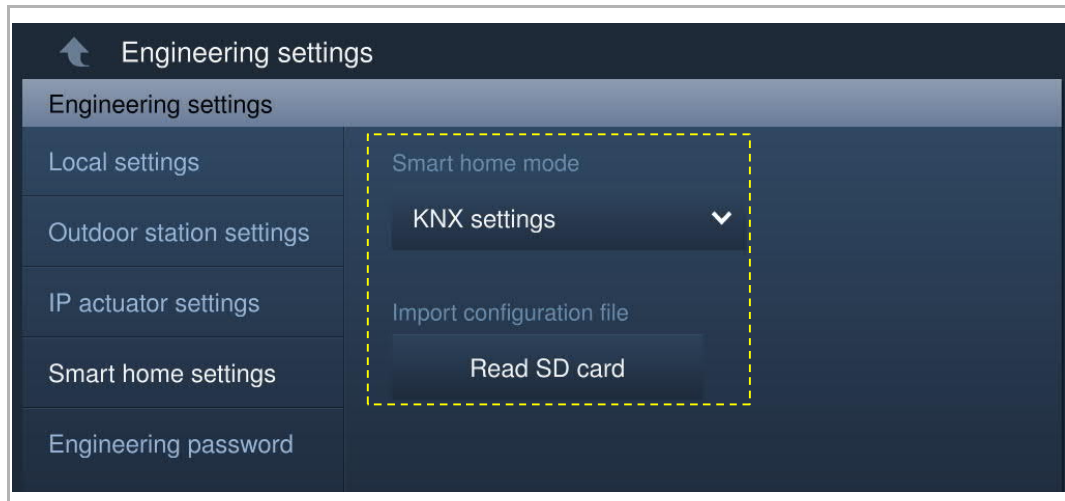 Engineering settings
Engineering settings
Local settings
Outdoor station settings
IP actuator settings
Smart home settings
Engineering password
Smart home mode
KNX settings
Import configuration file
Read SD card